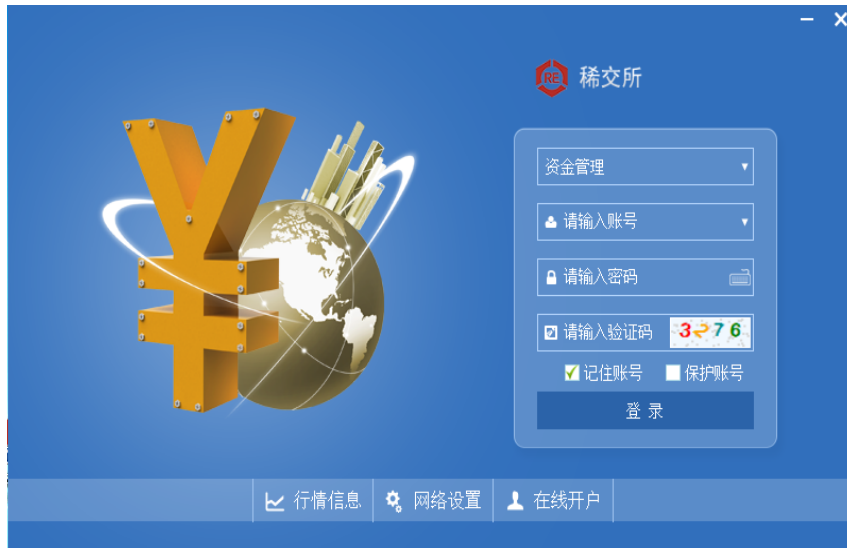 RE 稀交所
资金管理
请输入账号
请输入密码
请输入验证码 3276
记住账号 保护账号
登录
行情信息 网络设置 在线开户